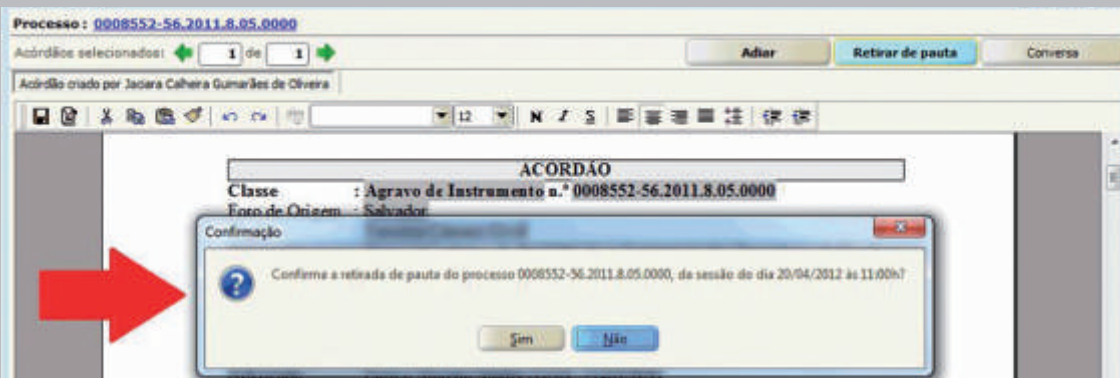 Processo : 0008552-56.2011.8.05.0000
Acórdãos selecionados: 1 de 1 Adiar Retirar de pauta Conversa
Acórdão criado por Jaciara Calheira Gumarães de Oliveira
12 N I S
ACORDÃO
Classe : Agravo de Instrumento n.º 0008552-56.2011.8.05.0000
Foro de Origem : Salvador
Confirmação
Confirma a retirada de pauta do processo 0008552-56.2011.8.05.0000, da sessão do dia 20/04/2012 às 11:00h?
Sim Não